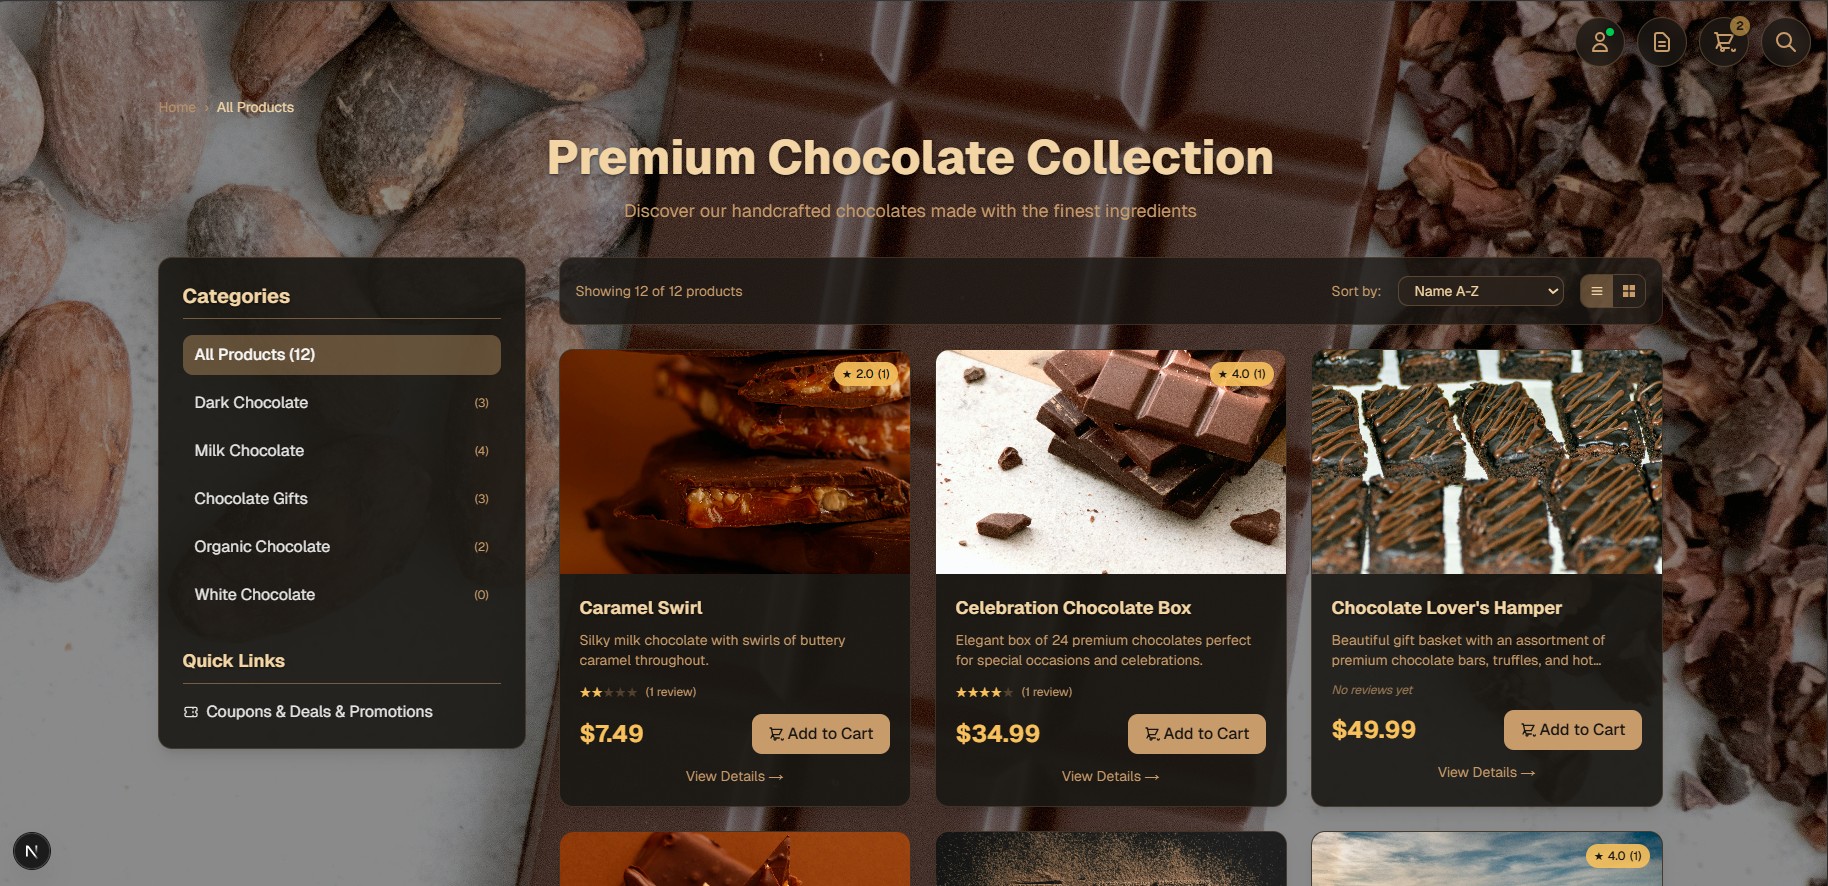 2
Home › All Products
Premium Chocolate Collection
Discover our handcrafted chocolates made with the finest ingredients
Categories
All Products (12)
Dark Chocolate (3)
Milk Chocolate (4)
Chocolate Gifts (3)
Organic Chocolate (2)
White Chocolate (0)
Quick Links
Coupons & Deals & Promotions
Showing 12 of 12 products
Sort by: Name A-Z
★ 2.0 (1)
Caramel Swirl
Silky milk chocolate with swirls of buttery
caramel throughout.
★★★★★ (1 review)
$7.49 Add to Cart
View Details →
★ 4.0 (1)
Celebration Chocolate Box
Elegant box of 24 premium chocolates perfect
for special occasions and celebrations.
★★★★★ (1 review)
$34.99 Add to Cart
View Details →
Chocolate Lover's Hamper
Beautiful gift basket with an assortment of
premium chocolate bars, truffles, and hot...
No reviews yet
$49.99 Add to Cart
View Details →
★ 4.0 (1)
N